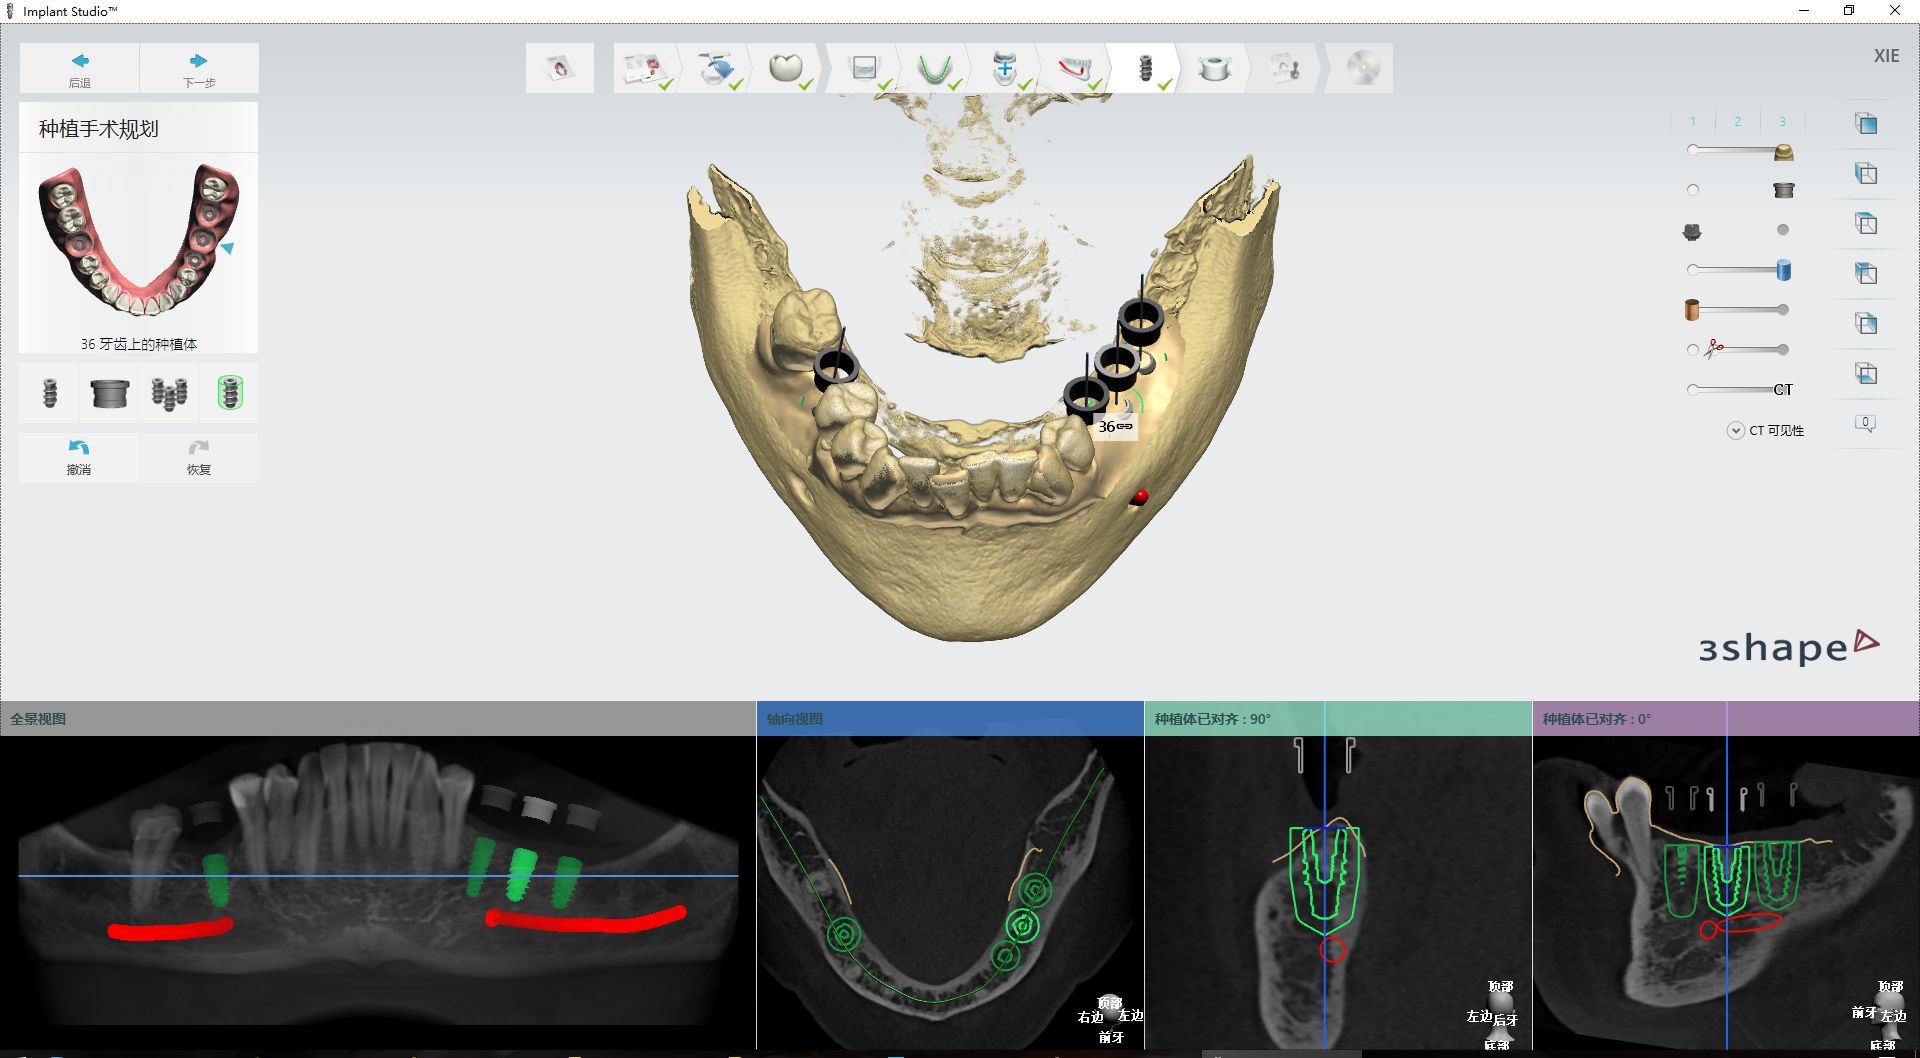 Implant Studio™
后退
下一步
XIE
种植手术规划
36 牙齿上的种植体
撤消
恢复
1 2 3
CT
CT 可见性
0
36
3shape
全景视图
轴向视图
种植体已对齐 : 90°
种植体已对齐 : 0°
顶部
右边 左边
前牙
顶部
左边 后牙
底部
顶部
前牙 左边
底部